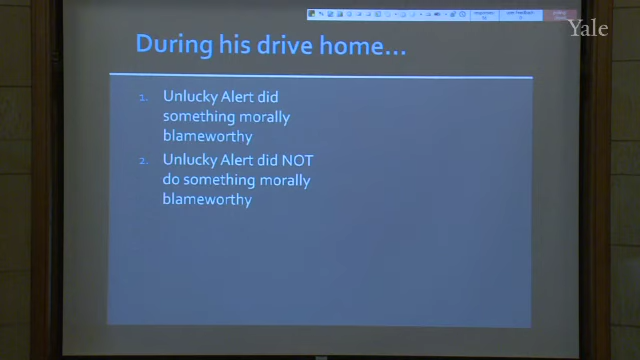 Yale
During his drive home...
1. Unlucky Alert did
something morally
blameworthy
2. Unlucky Alert did NOT
do something morally
blameworthy